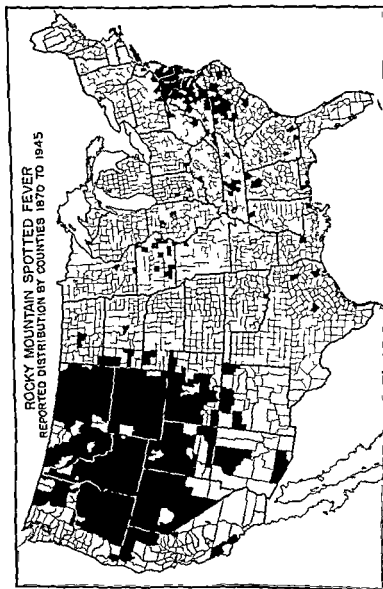 ROCKY MOUNTAIN SPOTTED FEVER
REPORTED DISTRIBUTION BY COUNTIES 1870 TO 1945